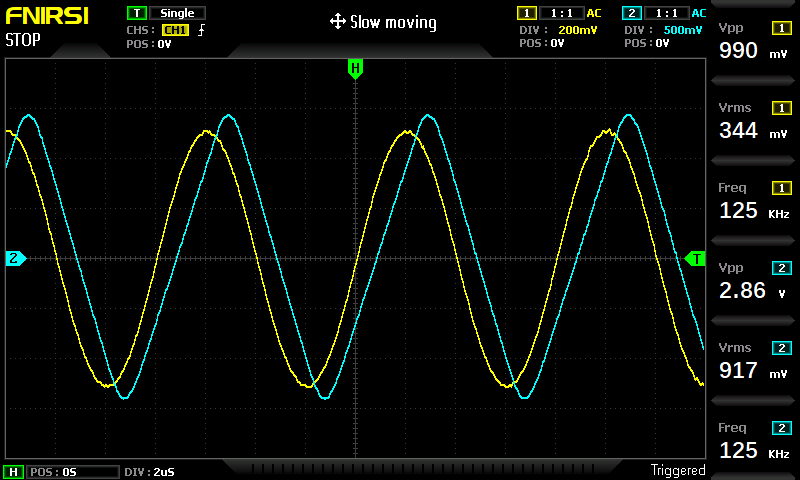 FNIRSI
STOP
T Single
CHS: CH1
POS: 0V
Slow moving
1 1:1 AC
DIV: 200mV
POS: 0V
2 1:1 AC
DIV: 500mV
POS: 0V
H
2
T
Vpp 1
990 mV
Vrms 1
344 mV
Freq 1
125 KHz
Vpp 2
2.86 V
Vrms 2
917 mV
Freq 2
125 KHz
H POS: 0S DIV: 2uS
Triggered